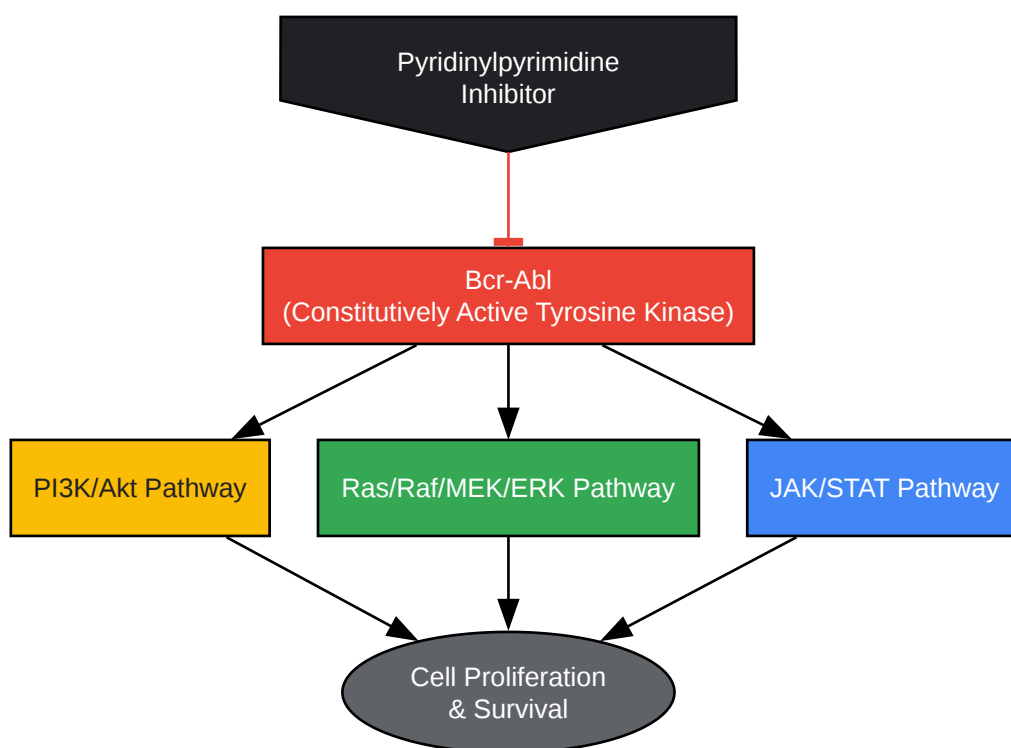 Pyridinylpyrimidine
Inhibitor
Bcr-Abl
(Constitutively Active Tyrosine Kinase)
PI3K/Akt Pathway
Ras/Raf/MEK/ERK Pathway
JAK/STAT Pathway
Cell Proliferation
& Survival